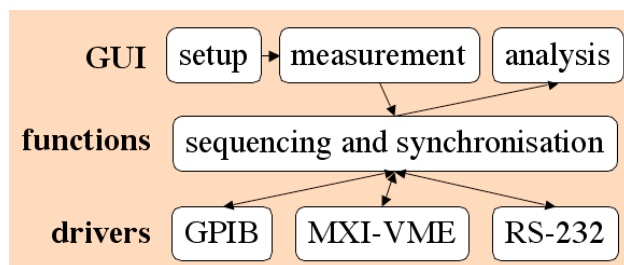 GUI setup measurement analysis
functions sequencing and synchronisation
drivers GPIB MXI-VME RS-232